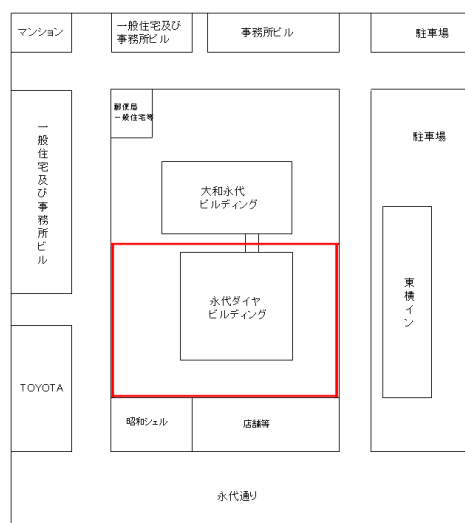 マンション
一般住宅及び
事務所ビル
事務所ビル
駐車場
郵便局
一般住宅等
一般住宅及び事務所ビル
駐車場
大和永代
ビルディング
東横イン
永代ダイヤ
ビルディング
TOYOTA
昭和シェル
店舗等
永代通り